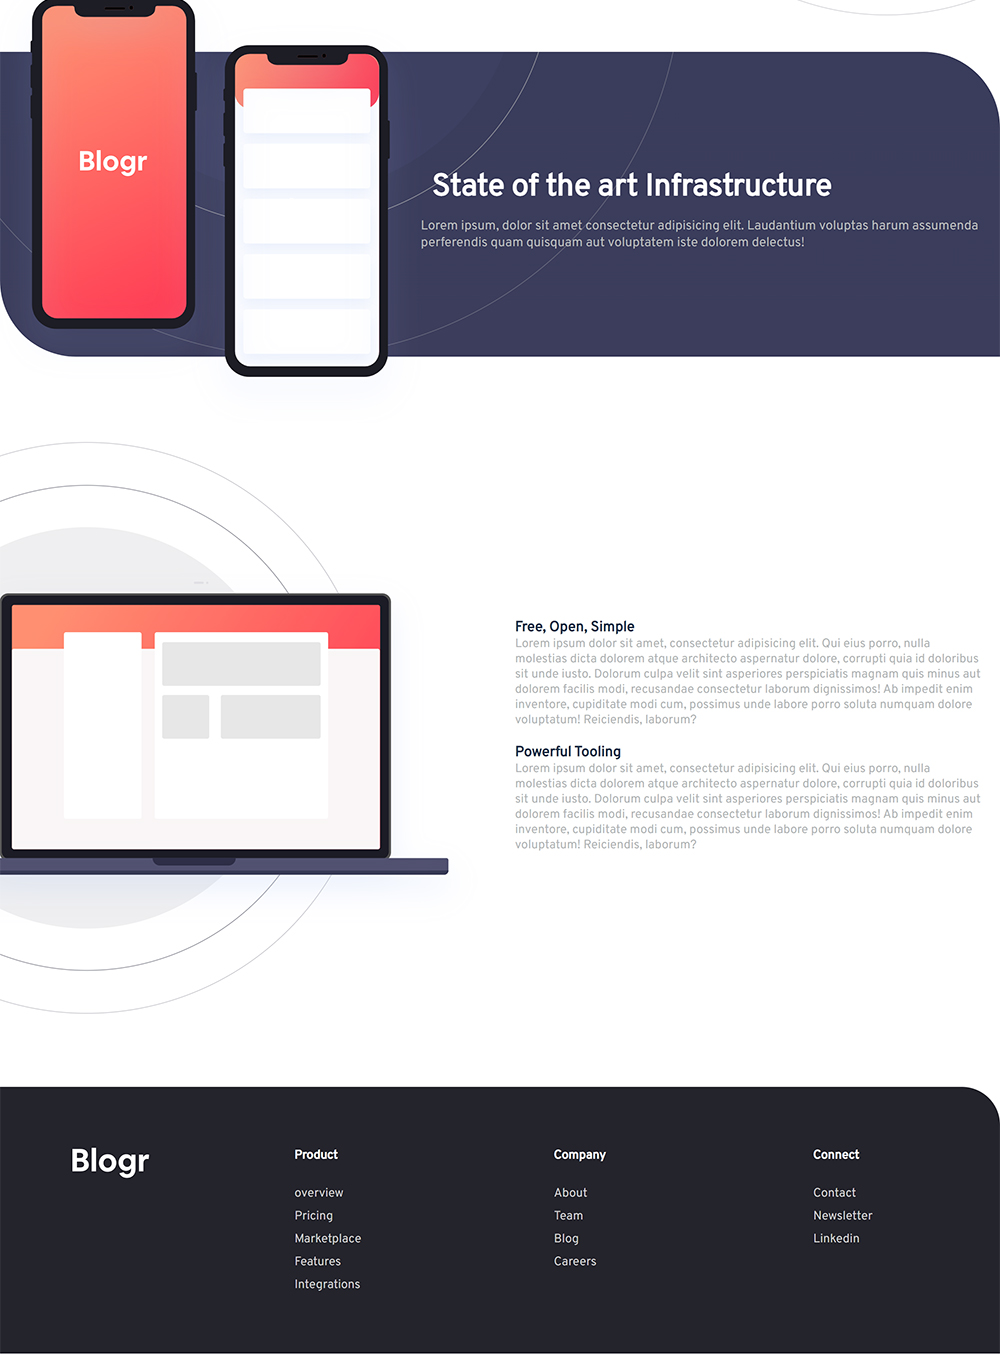 Blogr
State of the art Infrastructure
Lorem ipsum, dolor sit amet consectetur adipisicing elit. Laudantium voluptas harum assumenda
perferendis quam quisquam aut voluptatem iste dolorem delectus!
Free, Open, Simple
Lorem ipsum dolor sit amet, consectetur adipisicing elit. Qui eius porro, nulla
molestias dicta dolorem atque architecto aspernatur dolore, corrupti quia id doloribus
sit unde iusto. Dolorum culpa velit sint asperiores perspiciatis magnam quis minus aut
dolorem facilis modi, recusandae consectetur laborum dignissimos! Ab impedit enim
inventore, cupiditate modi cum, possimus unde labore porro soluta numquam dolore
voluptatum! Reiciendis, laborum?
Powerful Tooling
Lorem ipsum dolor sit amet, consectetur adipisicing elit. Qui eius porro, nulla
molestias dicta dolorem atque architecto aspernatur dolore, corrupti quia id doloribus
sit unde iusto. Dolorum culpa velit sint asperiores perspiciatis magnam quis minus aut
dolorem facilis modi, recusandae consectetur laborum dignissimos! Ab impedit enim
inventore, cupiditate modi cum, possimus unde labore porro soluta numquam dolore
voluptatum! Reiciendis, laborum?
Blogr
Product
overview
Pricing
Marketplace
Features
Integrations
Company
About
Team
Blog
Careers
Connect
Contact
Newsletter
Linkedin